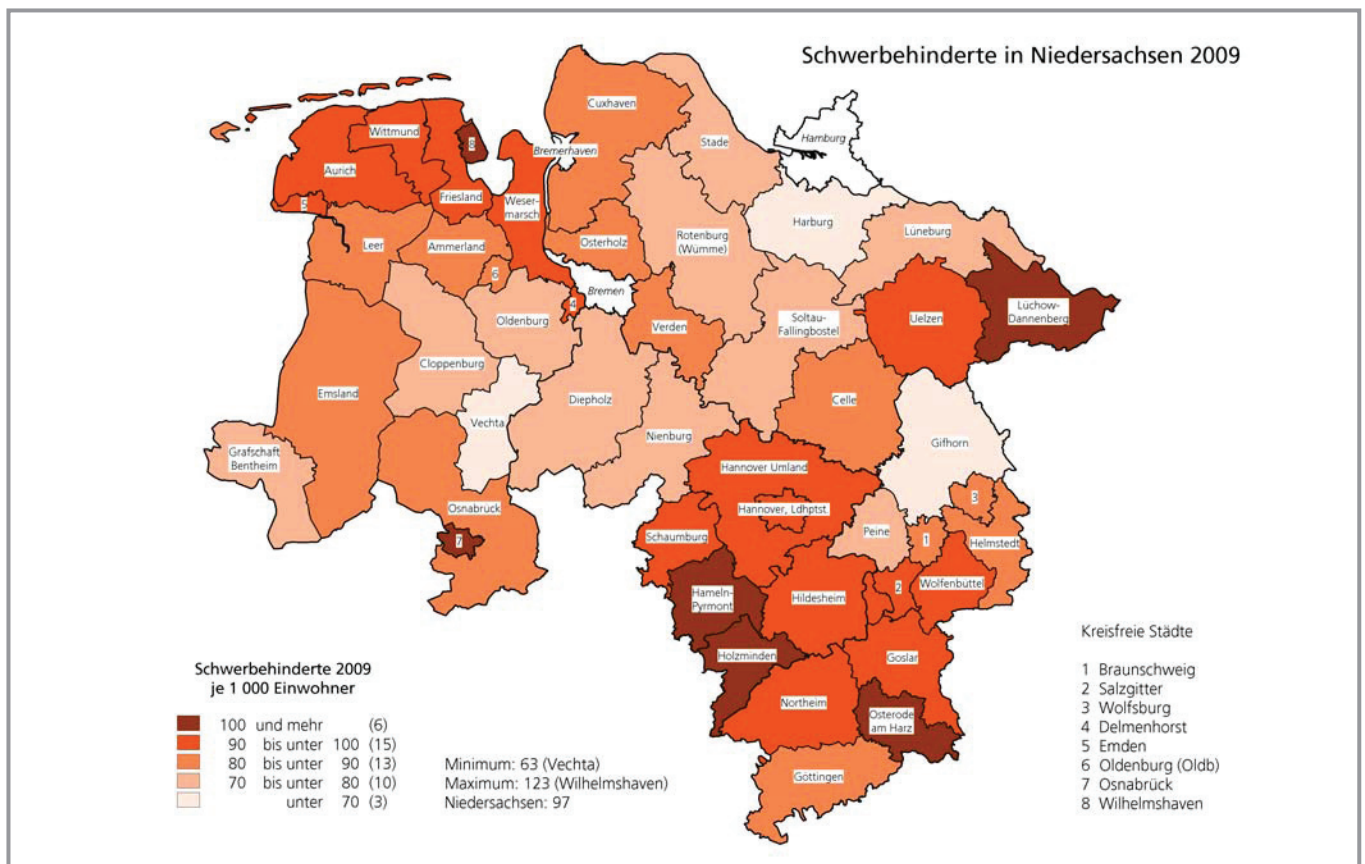 Schwerbehinderte in Niedersachsen 2009
Cuxhaven
Hamburg
Wittmund
8
Bremerhaven
Stade
Aurich
Friesland
Weser-
marsch
5
Harburg
Lüneburg
Rotenburg
(Wümme)
Osterholz
Leer
Ammerland
6
Bremen
4
Lüchow-
Dannenberg
Oldenburg
Uelzen
Soltau-
Fallingbostel
Verden
Cloppenburg
Emsland
Diepholz
Celle
Vechta
Nienburg
Gifhorn
Grafschaft
Bentheim
Hannover Umland
3
Osnabrück
Hannover, Ldhptst.
Peine
Schaumburg
7
1
Helmstedt
Wolfenbüttel
2
Hameln-
Pyrmont
Hildesheim
Holzminden
Goslar
Northeim
Osterode
am Harz
Göttingen
Schwerbehinderte 2009
je 1 000 Einwohner
100 und mehr (6)
90 bis unter 100 (15)
80 bis unter 90 (13)
70 bis unter 80 (10)
unter 70 (3)
Minimum: 63 (Vechta)
Maximum: 123 (Wilhelmshaven)
Niedersachsen: 97
Kreisfreie Städte
1 Braunschweig
2 Salzgitter
3 Wolfsburg
4 Delmenhorst
5 Emden
6 Oldenburg (Oldb)
7 Osnabrück
8 Wilhelmshaven